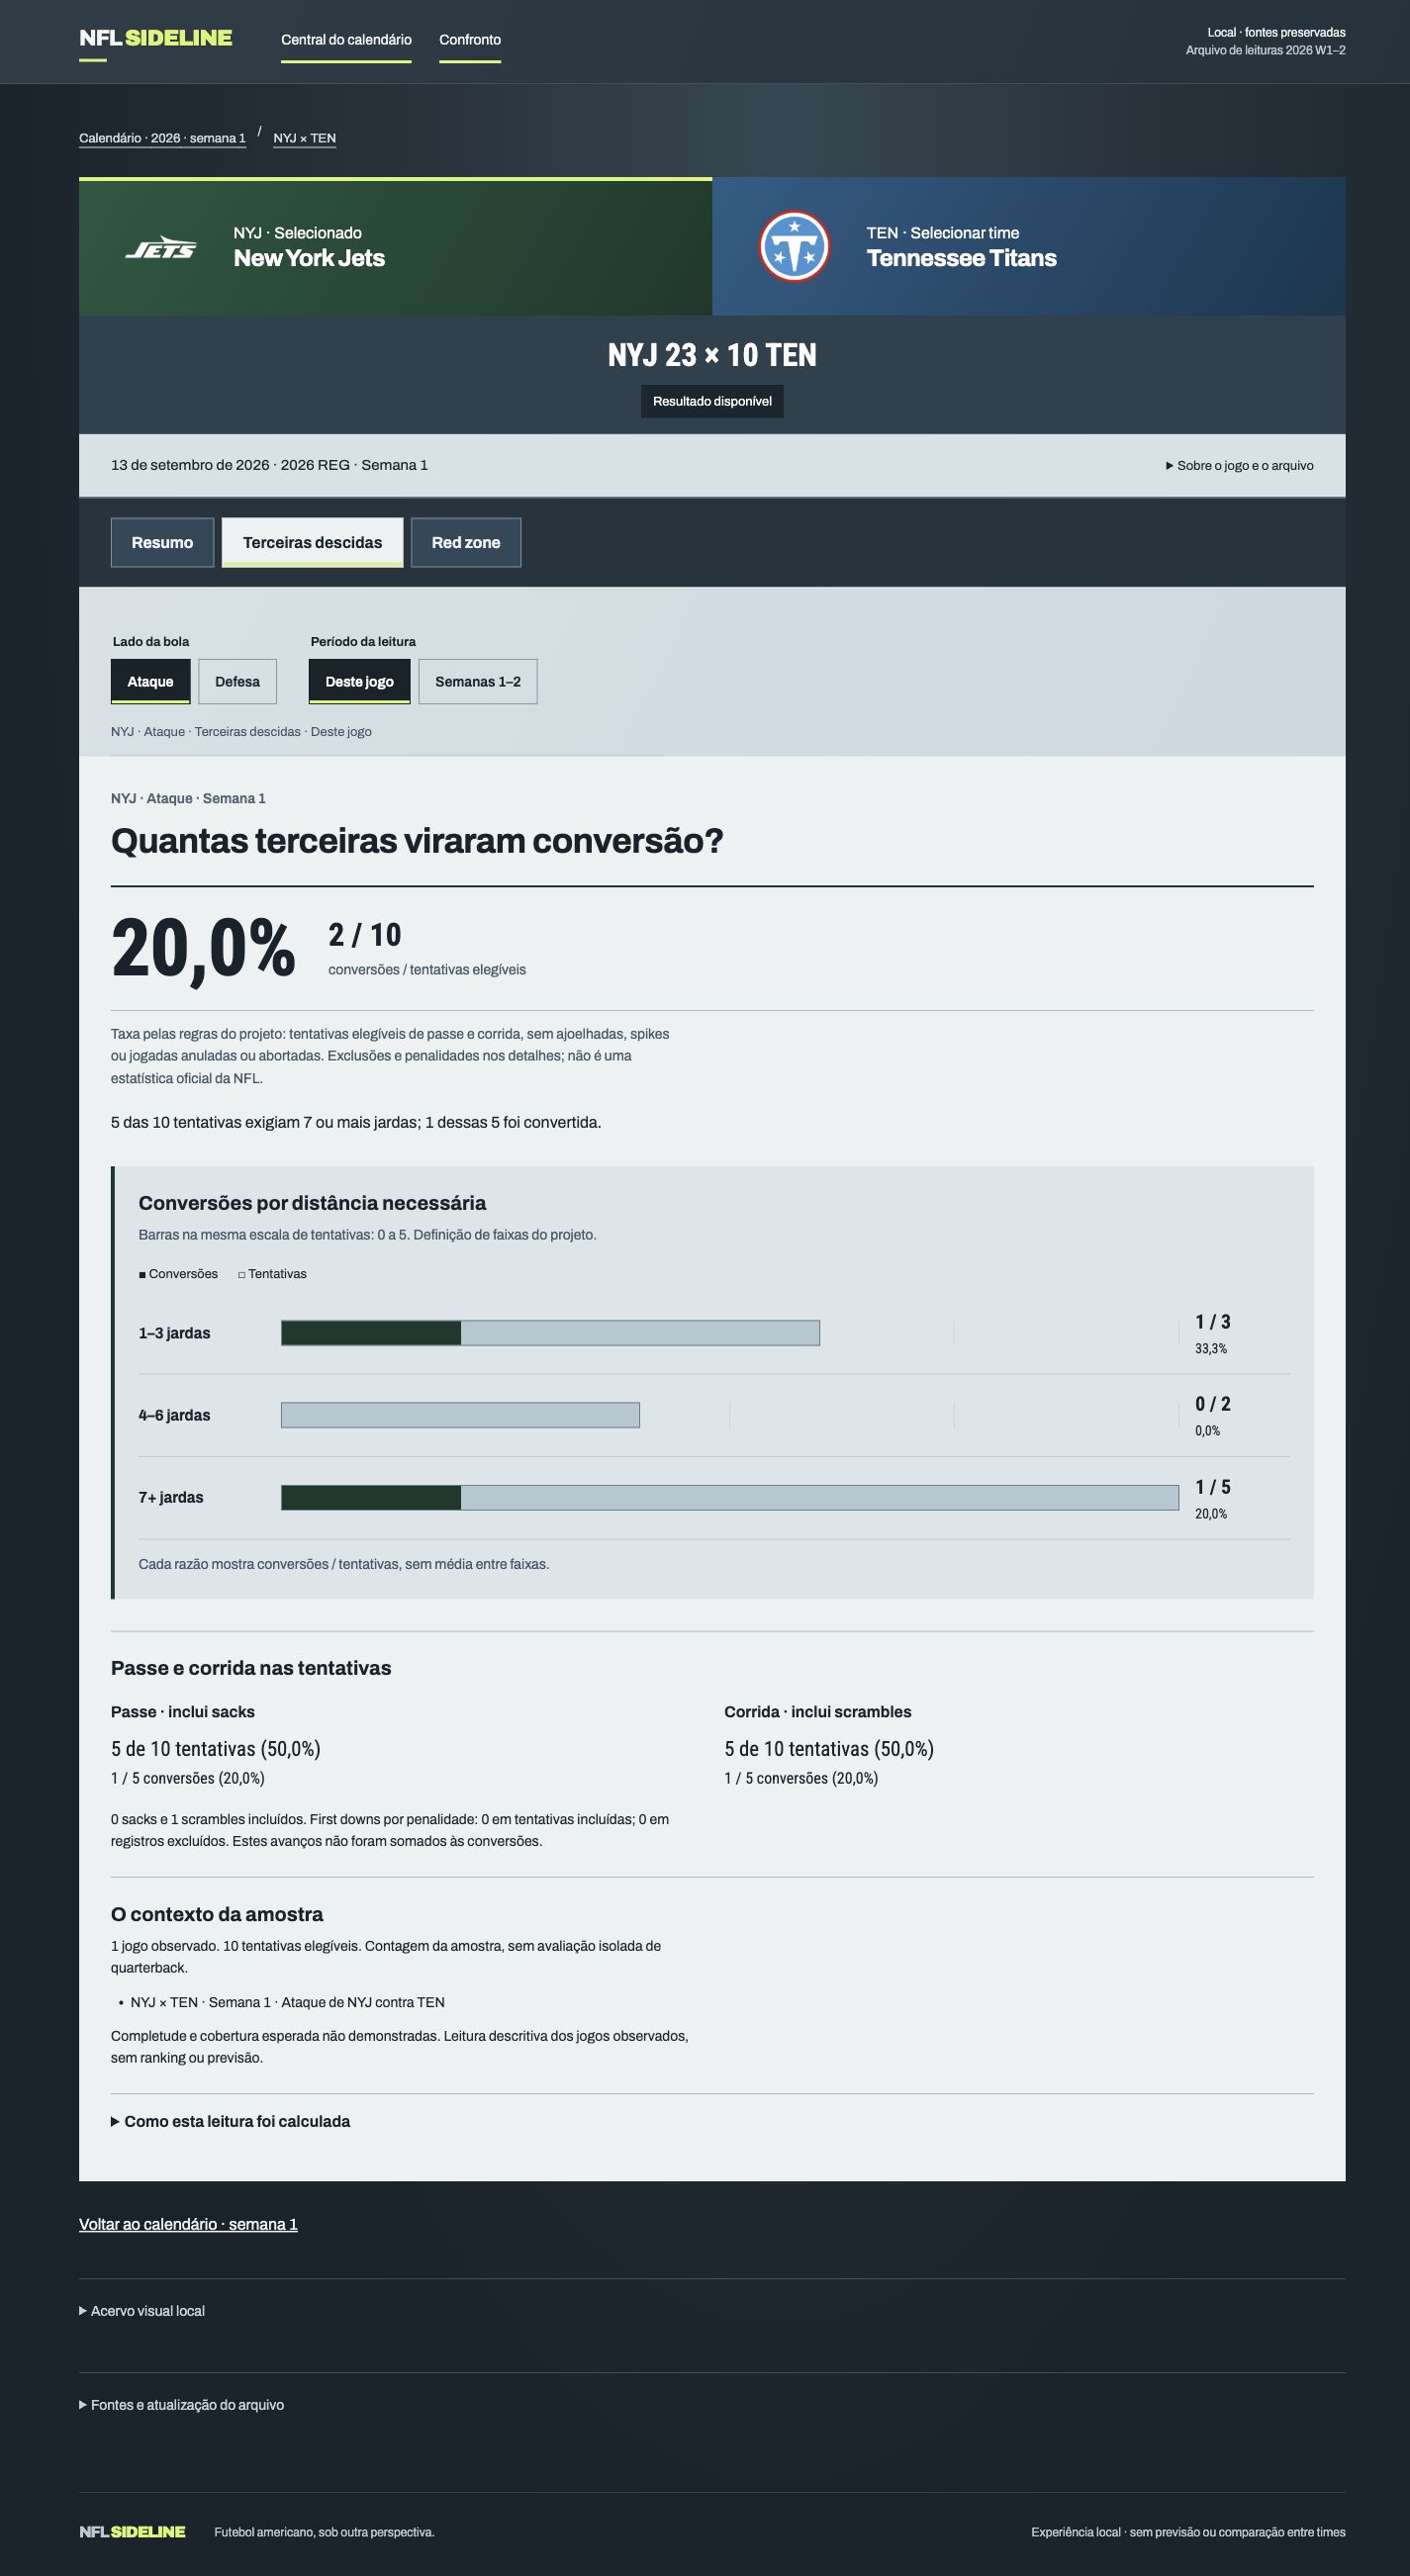 NFL SIDELINE
Central do calendário
Confronto
Local · fontes preservadas
Arquivo de leituras 2026 W1–2
Calendário · 2026 · semana 1 / NYJ × TEN
JETS
NYJ · Selecionado
New York Jets
T
TEN · Selecionar time
Tennessee Titans
NYJ 23 × 10 TEN
Resultado disponível
13 de setembro de 2026 · 2026 REG · Semana 1
▶ Sobre o jogo e o arquivo
Resumo
Terceiras descidas
Red zone
Lado da bola
Ataque
Defesa
Período da leitura
Deste jogo
Semanas 1–2
NYJ · Ataque · Terceiras descidas · Deste jogo
NYJ · Ataque · Semana 1
Quantas terceiras viraram conversão?
20,0%
2 / 10
conversões / tentativas elegíveis
Taxa pelas regras do projeto: tentativas elegíveis de passe e corrida, sem ajoelhadas, spikes
ou jogadas anuladas ou abortadas. Exclusões e penalidades nos detalhes; não é uma
estatística oficial da NFL.
5 das 10 tentativas exigiam 7 ou mais jardas; 1 dessas 5 foi convertida.
Conversões por distância necessária
Barras na mesma escala de tentativas: 0 a 5. Definição de faixas do projeto.
■ Conversões □ Tentativas
1–3 jardas
1 / 3
33,3%
4–6 jardas
0 / 2
0,0%
7+ jardas
1 / 5
20,0%
Cada razão mostra conversões / tentativas, sem média entre faixas.
Passe e corrida nas tentativas
Passe · inclui sacks
5 de 10 tentativas (50,0%)
1 / 5 conversões (20,0%)
Corrida · inclui scrambles
5 de 10 tentativas (50,0%)
1 / 5 conversões (20,0%)
0 sacks e 1 scrambles incluídos. First downs por penalidade: 0 em tentativas incluídas; 0 em
registros excluídos. Estes avanços não foram somados às conversões.
O contexto da amostra
1 jogo observado. 10 tentativas elegíveis. Contagem da amostra, sem avaliação isolada de
quarterback.
• NYJ × TEN · Semana 1 · Ataque de NYJ contra TEN
Completude e cobertura esperada não demonstradas. Leitura descritiva dos jogos observados,
sem ranking ou previsão.
▶ Como esta leitura foi calculada
Voltar ao calendário · semana 1
▶ Acervo visual local
▶ Fontes e atualização do arquivo
NFL SIDELINE
Futebol americano, sob outra perspectiva.
Experiência local · sem previsão ou comparação entre times